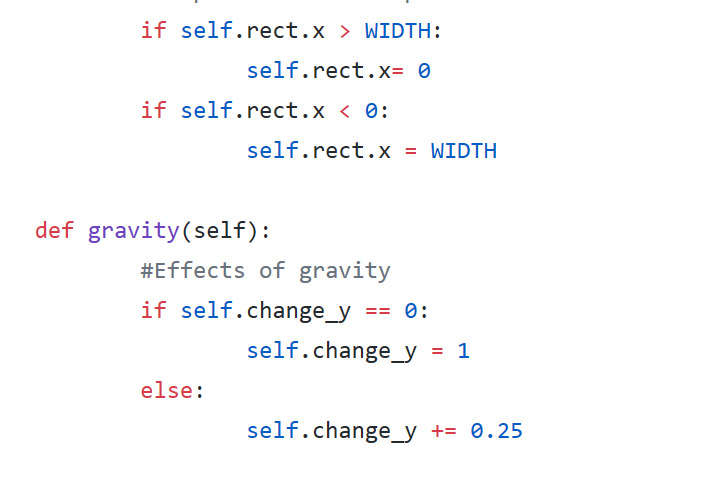 if self.rect.x > WIDTH:
self.rect.x= 0
if self.rect.x < 0:
self.rect.x = WIDTH
def gravity(self):
#Effects of gravity
if self.change_y == 0:
self.change_y = 1
else:
self.change_y += 0.25